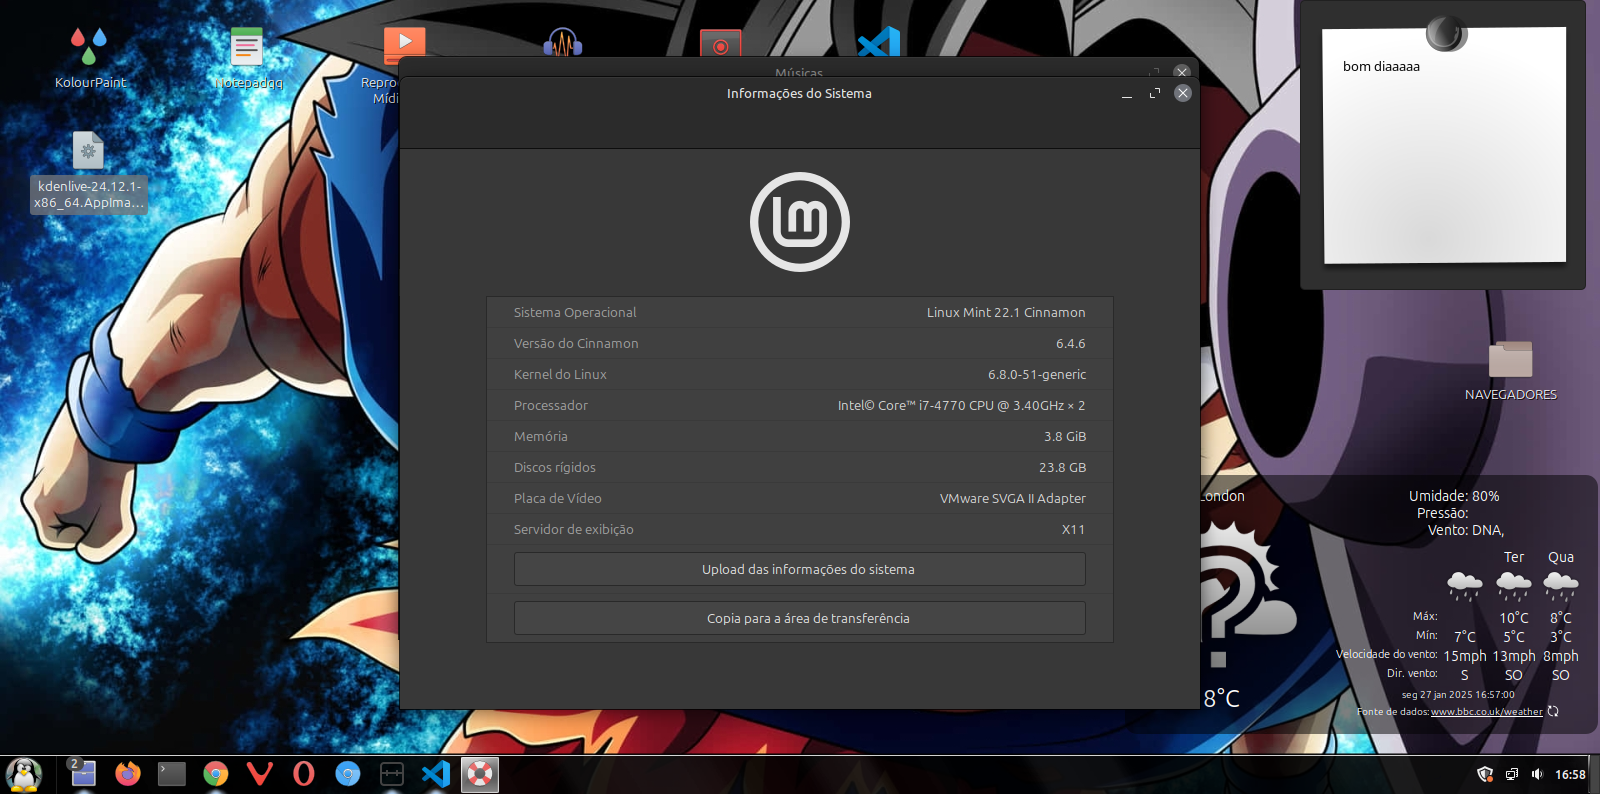 KolourPaint
Notepadqq
Repro
Mídi
kdenlive-24.12.1-
x86_64.AppIma...
Músicas
Informações do Sistema
lm
Sistema Operacional Linux Mint 22.1 Cinnamon
Versão do Cinnamon 6.4.6
Kernel do Linux 6.8.0-51-generic
Processador Intel© Core™ i7-4770 CPU @ 3.40GHz × 2
Memória 3.8 GiB
Discos rígidos 23.8 GB
Placa de Vídeo VMware SVGA II Adapter
Servidor de exibição X11
Upload das informações do sistema
Copia para a área de transferência
bom diaaaaa
NAVEGADORES
London
Umidade: 80%
Pressão:
Vento: DNA,
Ter Qua
Máx: 10°C 8°C
Mín: 7°C 5°C 3°C
Velocidade do vento: 15mph 13mph 8mph
Dir. vento: S SO SO
8°C
seg 27 jan 2025 16:57:00
Fonte de dados: www.bbc.co.uk/weather
2
16:58